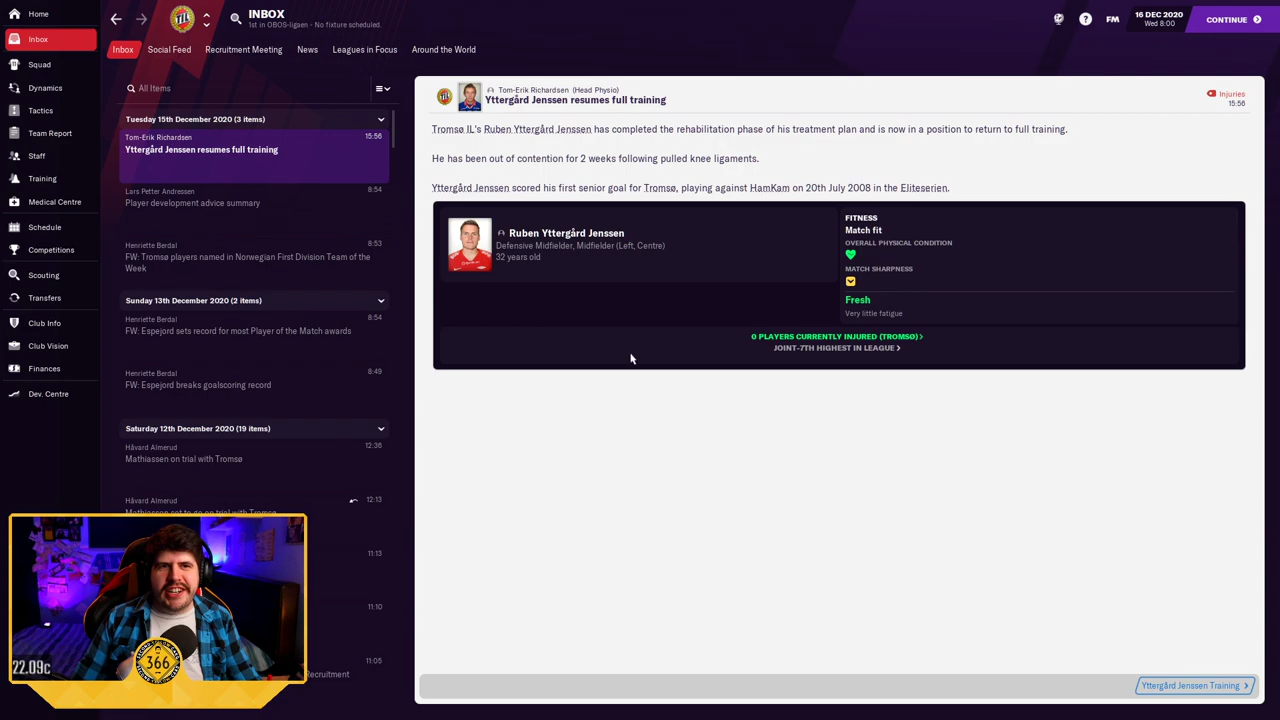 Home
Inbox
Squad
Dynamics
Tactics
Team Report
Staff
Training
Medical Centre
Schedule
Competitions
Scouting
Transfers
Club Info
Club Vision
Finances
Dev. Centre
TIL
INBOX
1st in OBOS-ligaen - No fixture scheduled.
FM
16 DEC 2020
Wed 8:00
CONTINUE
Inbox
Social Feed
Recruitment Meeting
News
Leagues in Focus
Around the World
All Items
Tuesday 15th December 2020 (3 items)
Tom-Erik Richardsen
15:56
Yttergård Jenssen resumes full training
Lars Petter Andressen
8:54
Player development advice summary
Henriette Berdal
8:53
FW: Tromsø players named in Norwegian First Division Team of the
Week
Sunday 13th December 2020 (2 items)
Henriette Berdal
8:54
FW: Espejord sets record for most Player of the Match awards
Henriette Berdal
8:49
FW: Espejord breaks goalscoring record
Saturday 12th December 2020 (19 items)
Håvard Almerud
12:36
Mathiassen on trial with Tromsø
Håvard Almerud
12:13
Mathiassen set to go on trial with Tromsø
11:13
11:10
11:05
Recruitment
Tom-Erik Richardsen (Head Physio)
Yttergård Jenssen resumes full training
Injuries
15:56
Tromsø IL's Ruben Yttergård Jenssen has completed the rehabilitation phase of his treatment plan and is now in a position to return to full training.
He has been out of contention for 2 weeks following pulled knee ligaments.
Yttergård Jenssen scored his first senior goal for Tromsø, playing against HamKam on 20th July 2008 in the Eliteserien.
Ruben Yttergård Jenssen
Defensive Midfielder, Midfielder (Left, Centre)
32 years old
FITNESS
Match fit
OVERALL PHYSICAL CONDITION
MATCH SHARPNESS
Fresh
Very little fatigue
0 PLAYERS CURRENTLY INJURED (TROMSØ)
JOINT-7TH HIGHEST IN LEAGUE
Yttergård Jenssen Training
22.09c
366